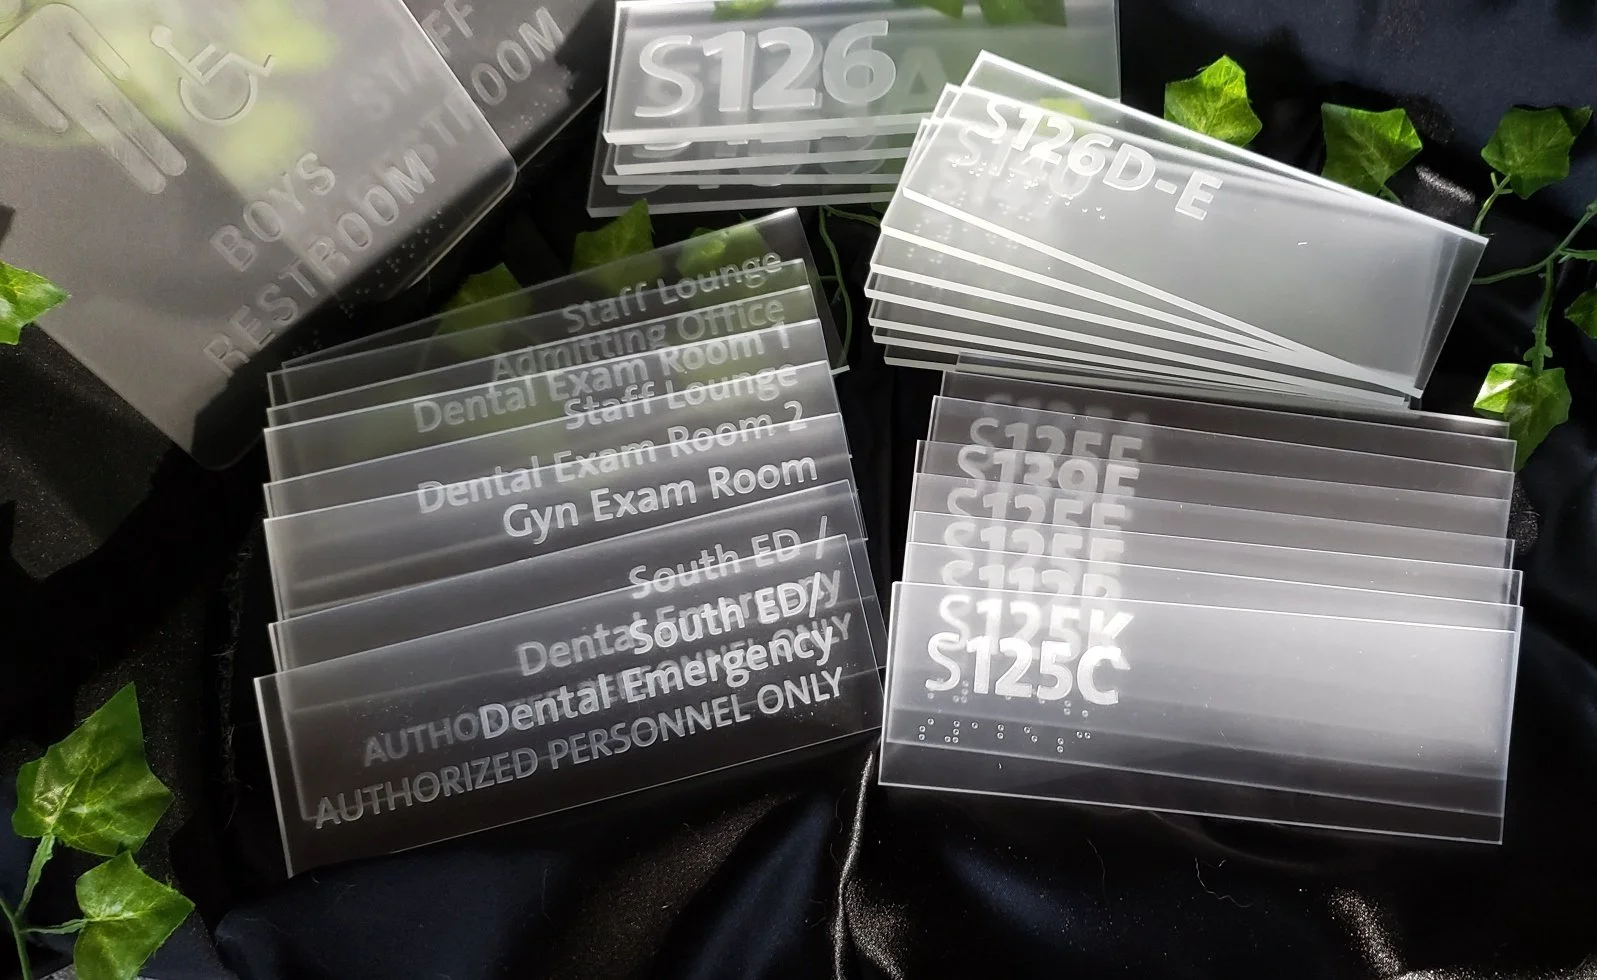 BOYS
RESTROOM
STAFF
RESTROOM
S126
S126D-E
Staff Lounge
Admitting Office
Dental Exam Room 1
Staff Lounge
Dental Exam Room 2
Gyn Exam Room
South ED /
Dental Emergency
AUTHORIZED PERSONNEL ONLY
South ED/
Dental Emergency
AUTHORIZED PERSONNEL ONLY
S125E
S139E
S125K
S125C